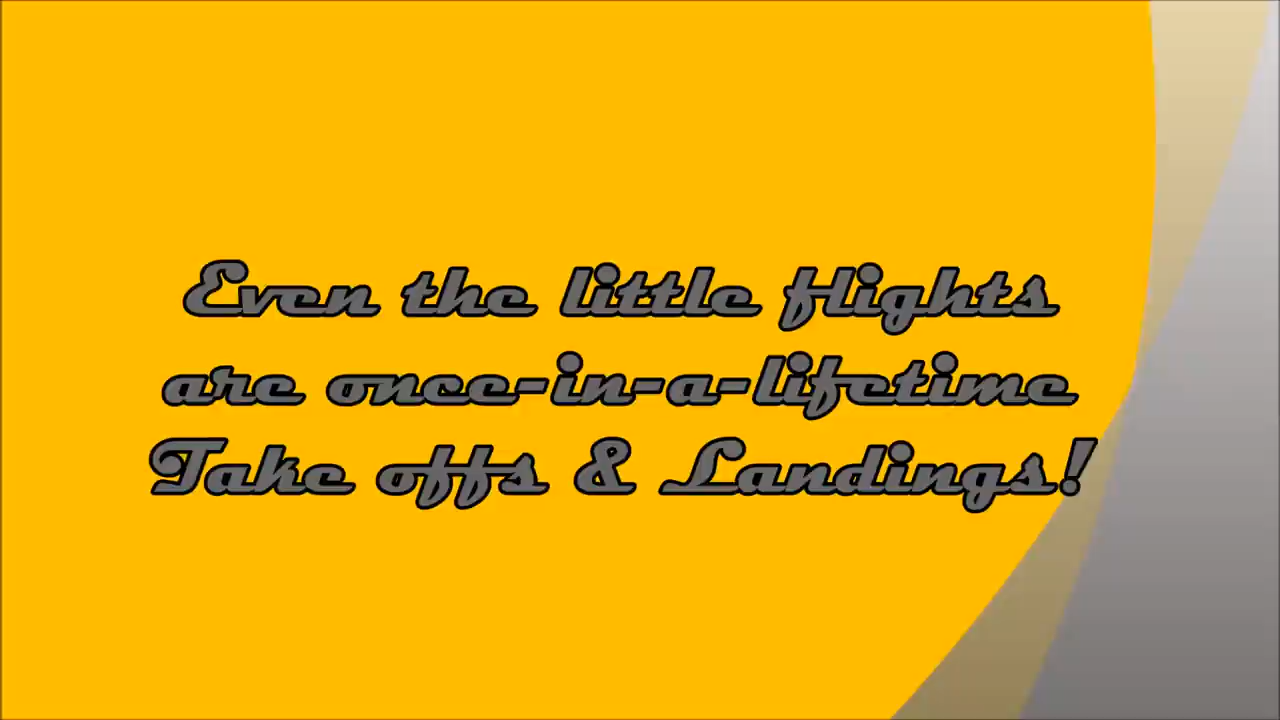 Even the little flights
are once-in-a-lifetime
Take offs & Landings!